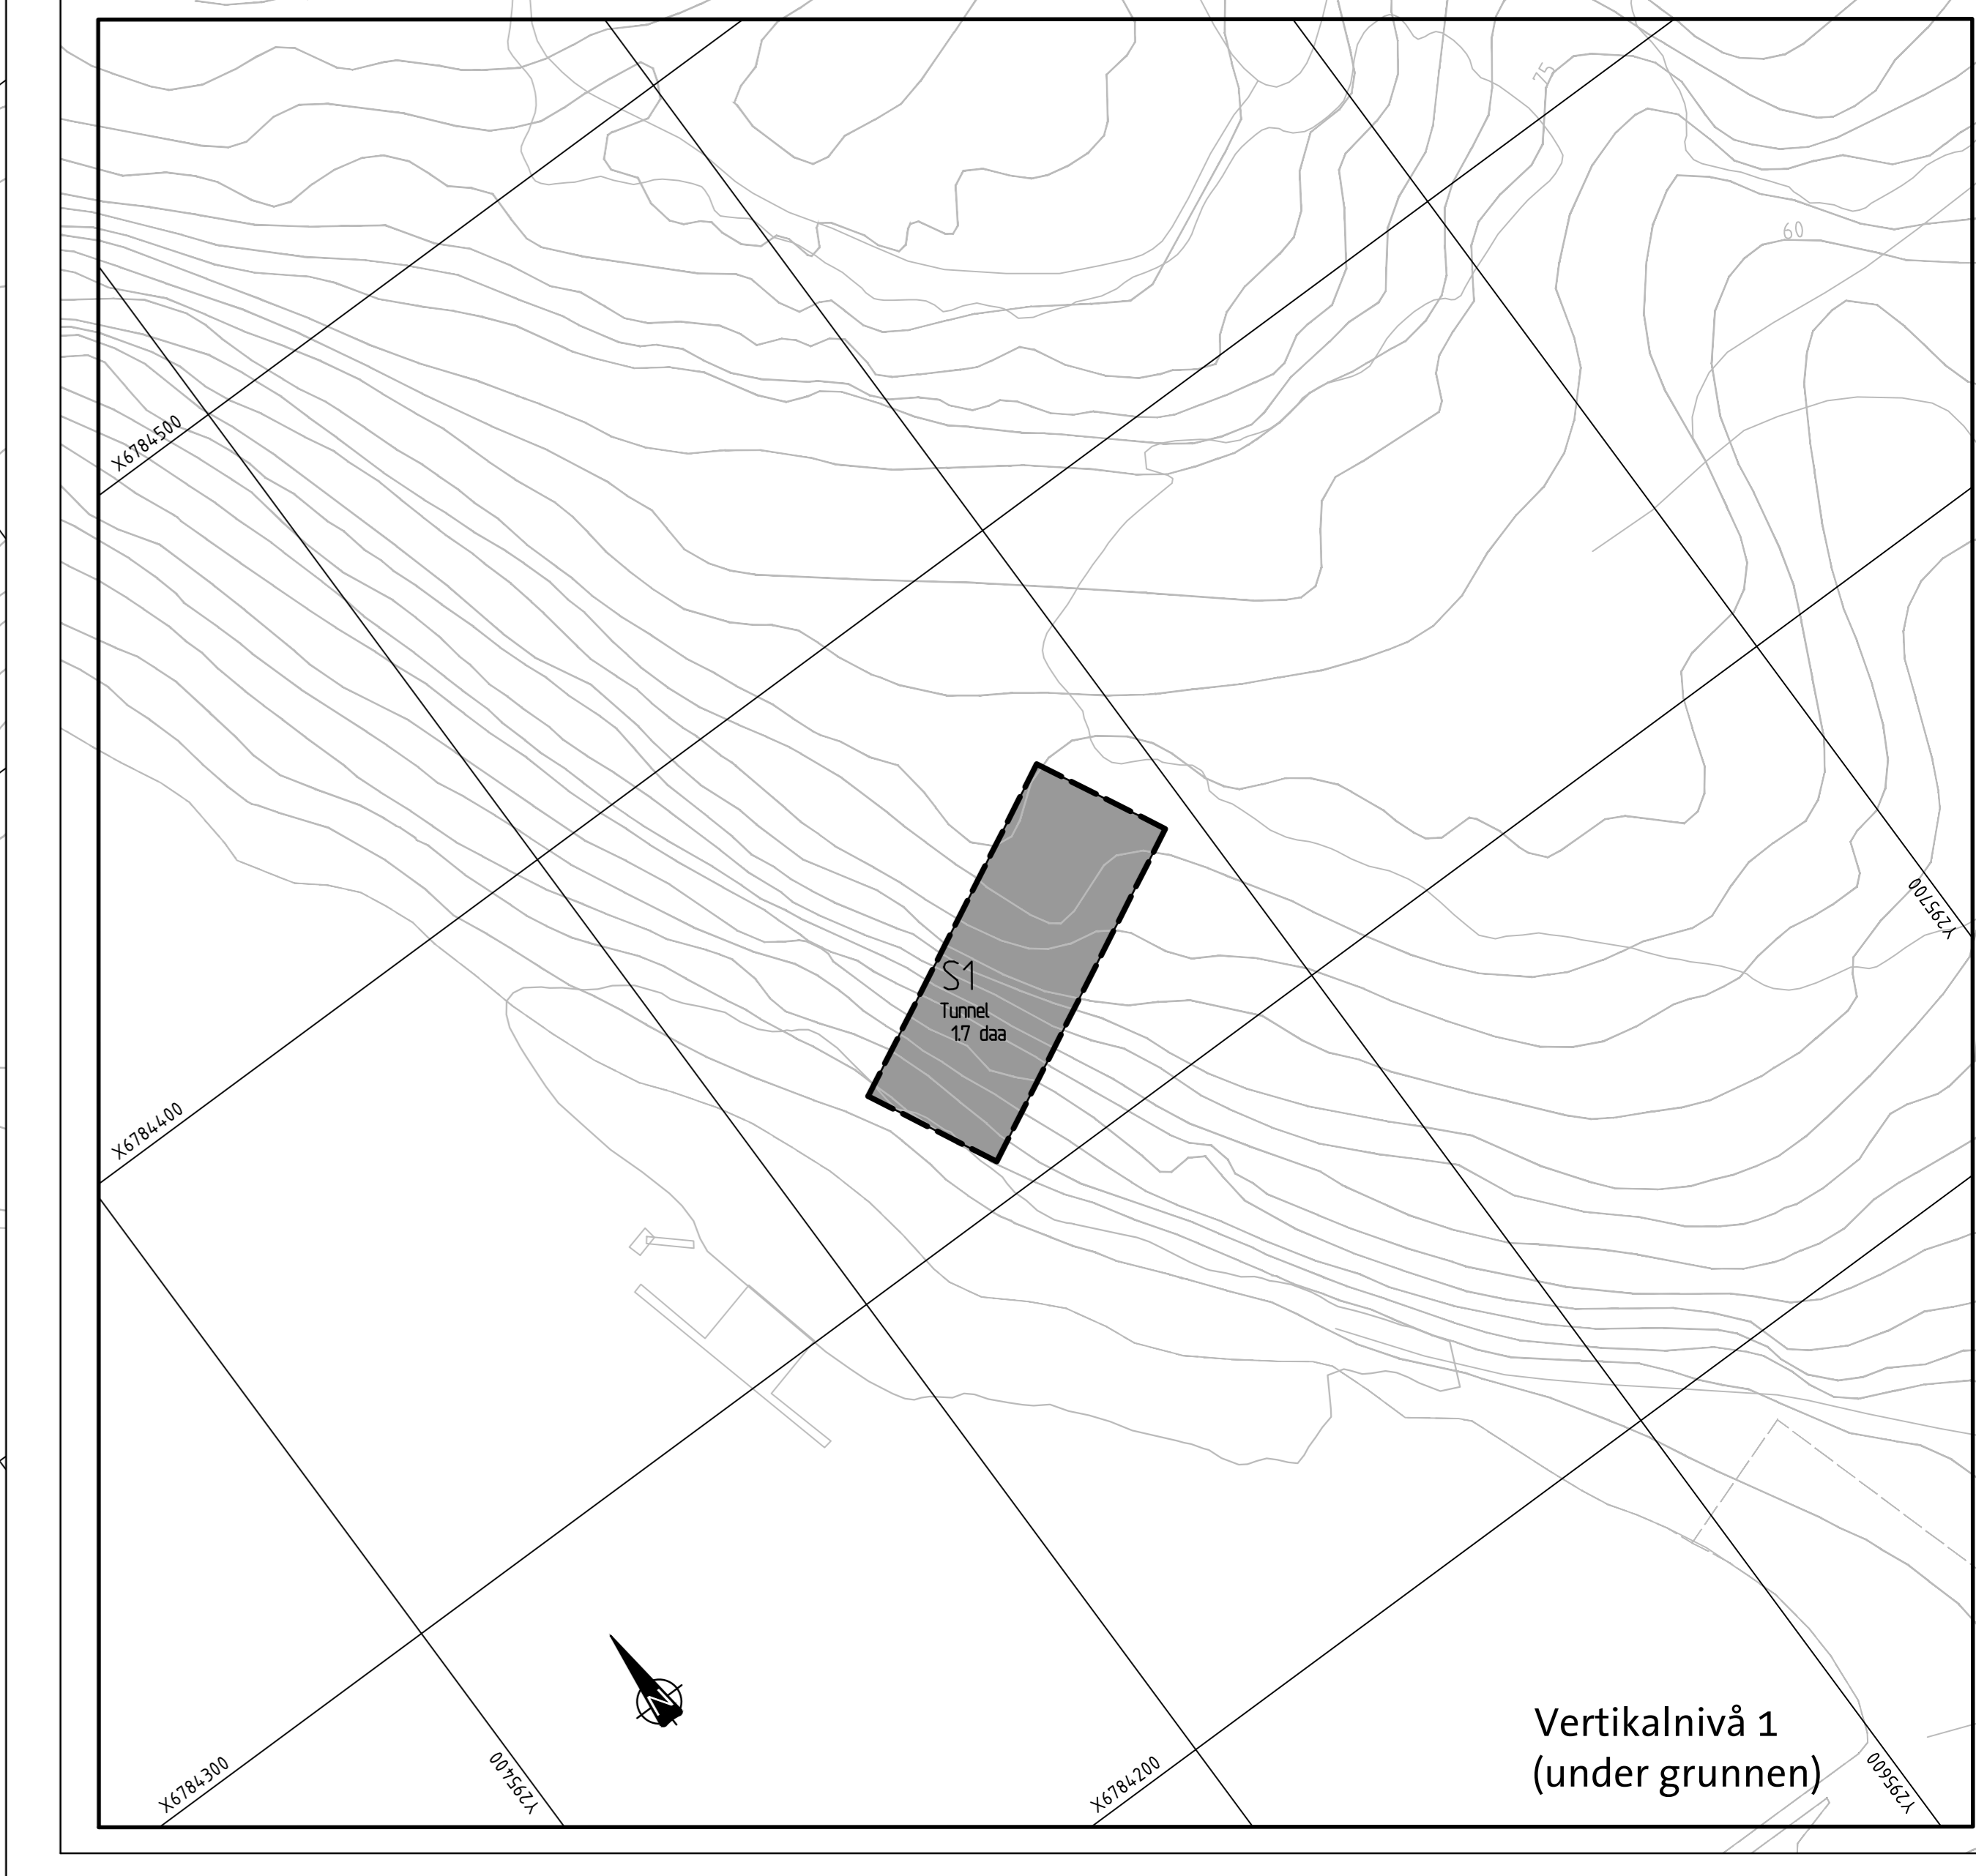 75
60
X6784500
Y295700
S1
Tunnel
1.7 daa
X6784400
N
Vertikalnivå 1
(under grunnen)
X6784300
Y295400
X6784200
Y295600